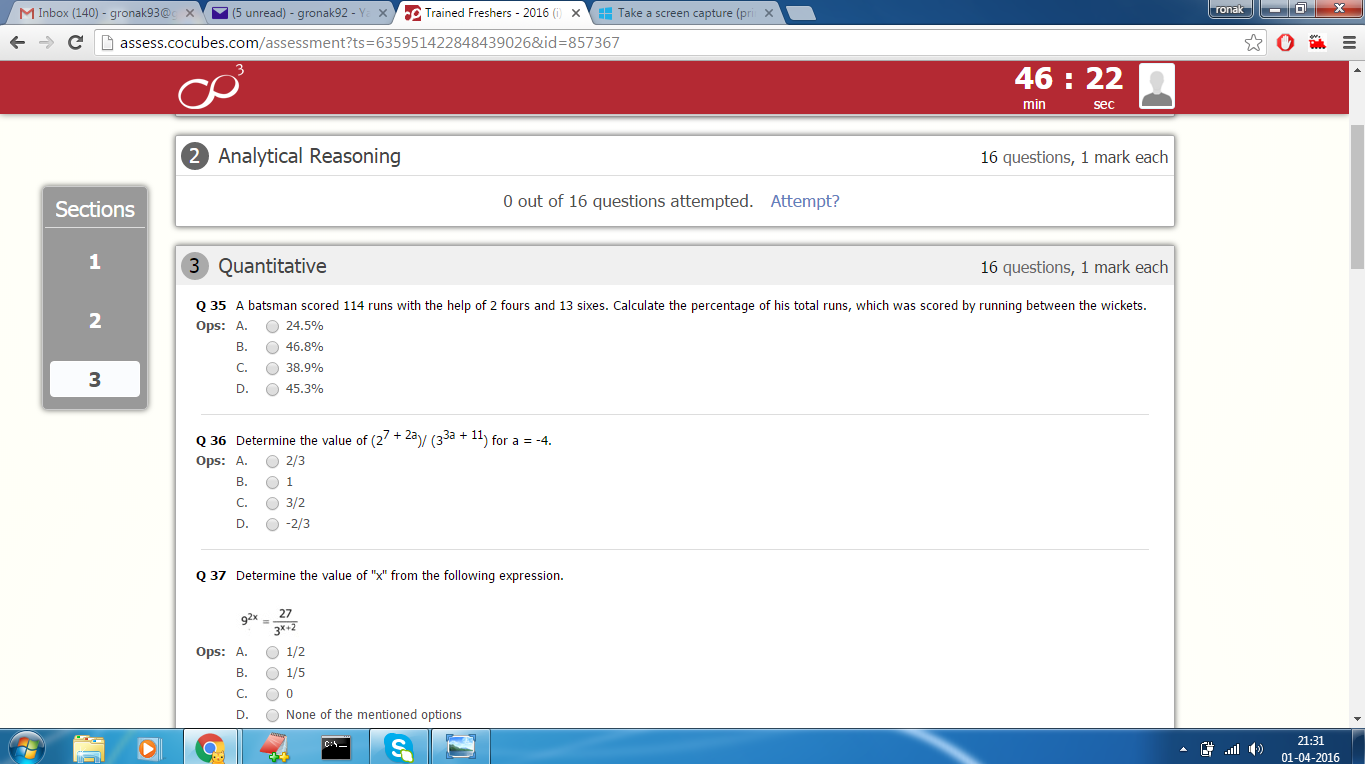 Inbox (140) - gronak93@g
(5 unread) - gronak92 - Ya
Trained Freshers - 2016 (i)
Take a screen capture (pri
ronak
assess.cocubes.com/assessment?ts=635951422848439026&id=857367
3
46 : 22
min sec
2 Analytical Reasoning
16 questions, 1 mark each
0 out of 16 questions attempted. Attempt?
Sections
1
2
3
3 Quantitative
16 questions, 1 mark each
Q 35 A batsman scored 114 runs with the help of 2 fours and 13 sixes. Calculate the percentage of his total runs, which was scored by running between the wickets.
Ops: A. 24.5%
B. 46.8%
C. 38.9%
D. 45.3%
Q 36 Determine the value of (2^7 + 2a)/ (3^3a + 11) for a = -4.
Ops: A. 2/3
B. 1
C. 3/2
D. -2/3
Q 37 Determine the value of "x" from the following expression.
9^2x = 27 / 3^x+2
Ops: A. 1/2
B. 1/5
C. 0
D. None of the mentioned options
C:\
21:31
01-04-2016